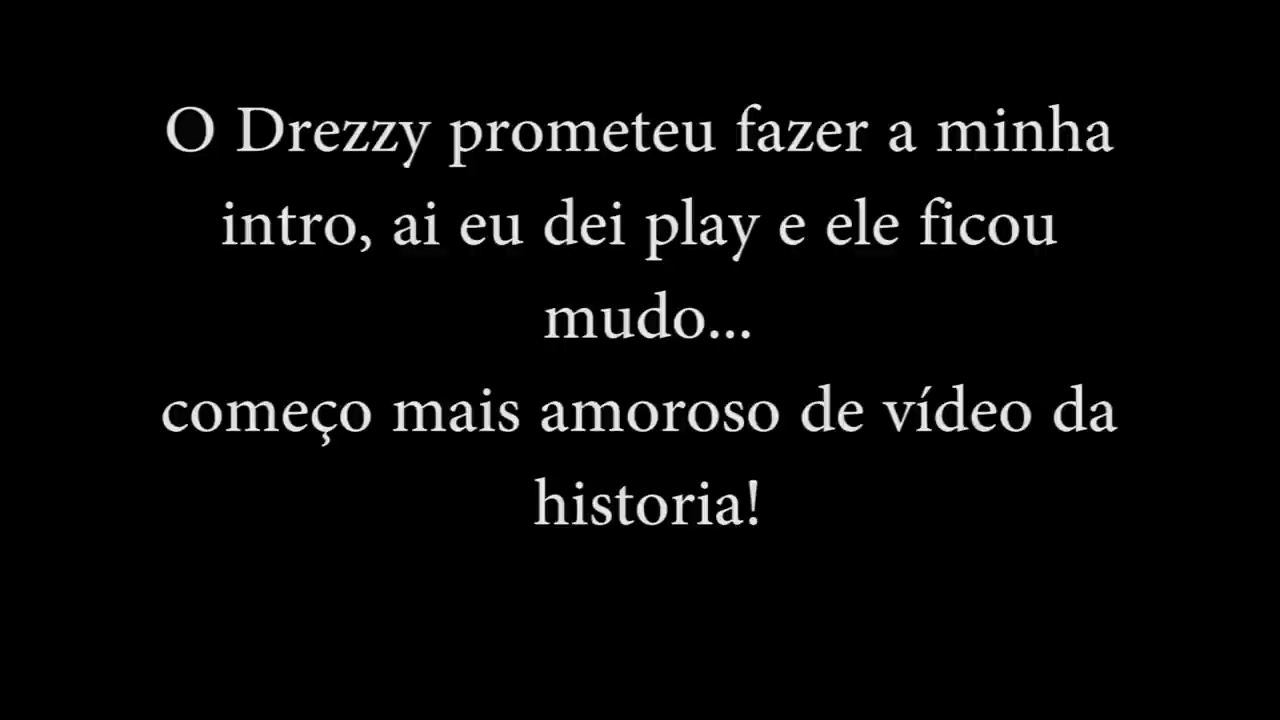 O Drezzy prometeu fazer a minha
intro, ai eu dei play e ele ficou
mudo...
começo mais amoroso de vídeo da
historia!